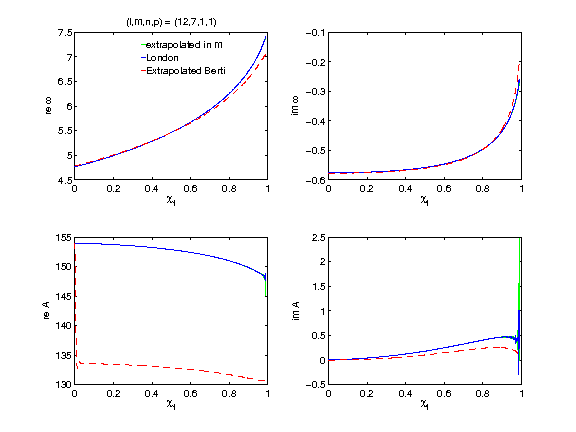 (l,m,n,p) = (12,7,1,1)
7.5
7
6.5
6
5.5
5
4.5
re ω
0 0.2 0.4 0.6 0.8 1
χf
extrapolated in m
London
Extrapolated Berti
-0.1
-0.2
-0.3
-0.4
-0.5
-0.6
im ω
0 0.2 0.4 0.6 0.8 1
χf
155
150
145
140
135
130
re A
0 0.2 0.4 0.6 0.8 1
χf
2.5
2
1.5
1
0.5
0
-0.5
im A
0 0.2 0.4 0.6 0.8 1
χf